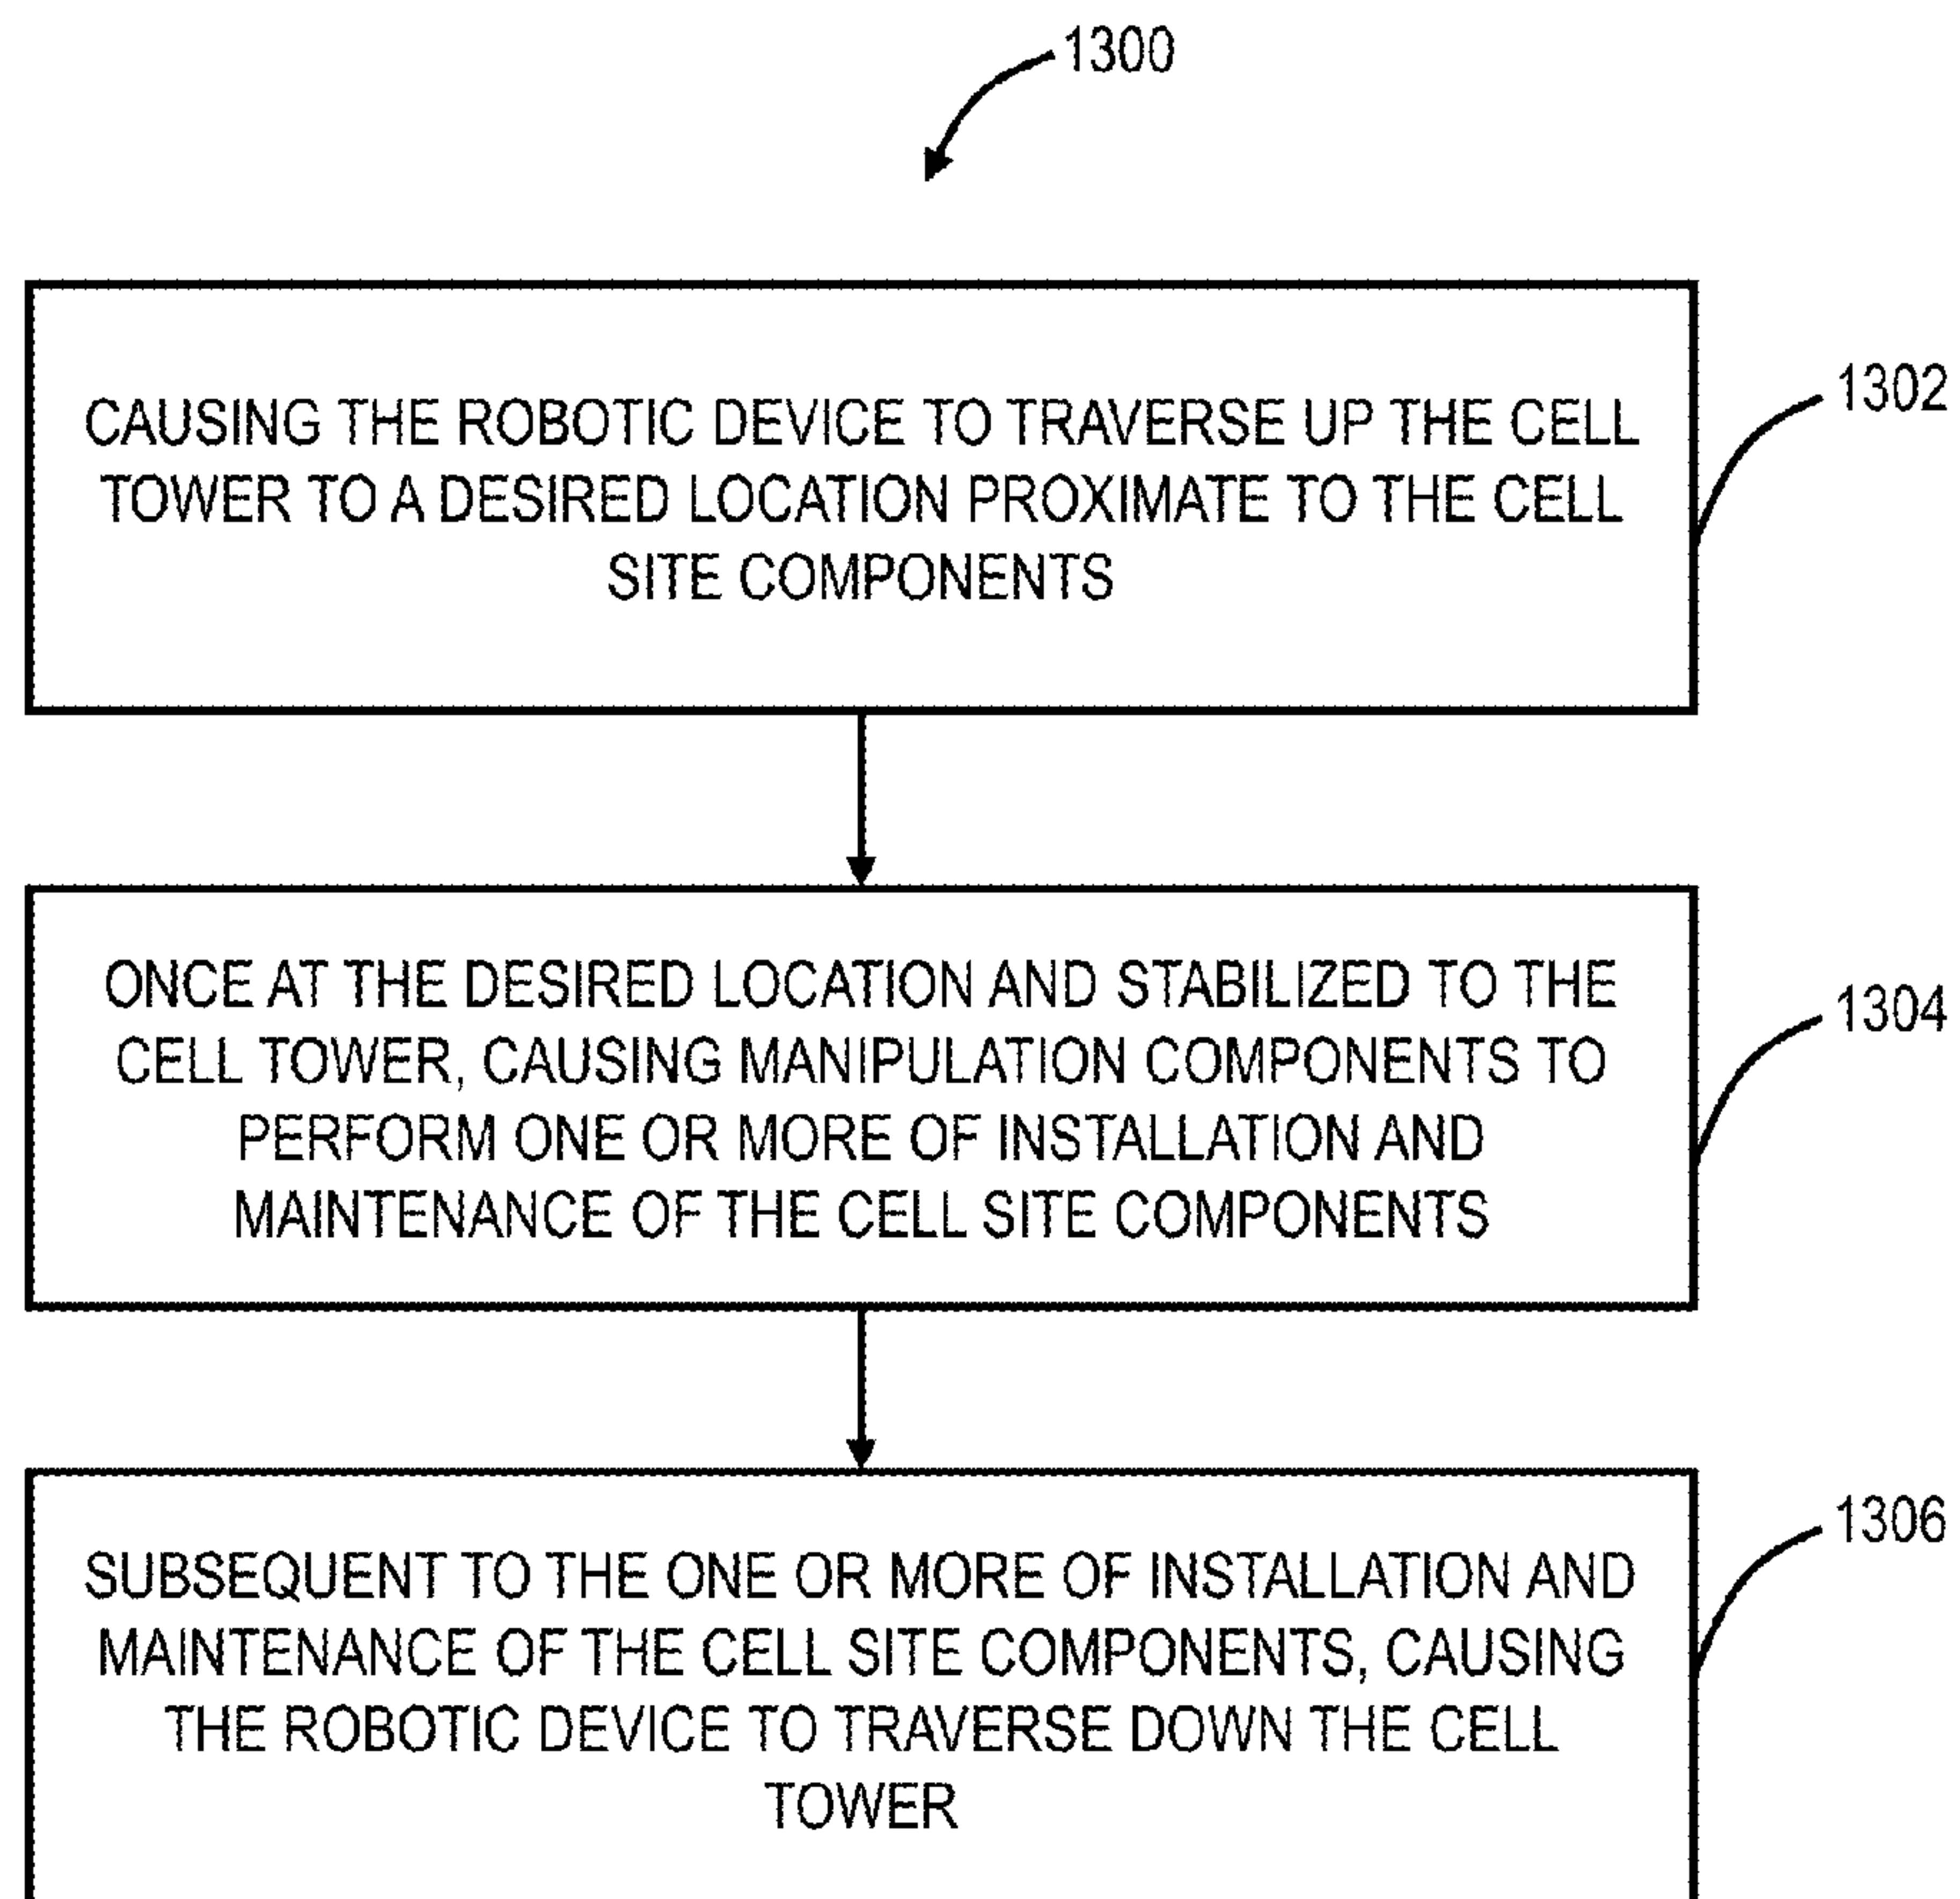 1300
CAUSING THE ROBOTIC DEVICE TO TRAVERSE UP THE CELL
TOWER TO A DESIRED LOCATION PROXIMATE TO THE CELL
SITE COMPONENTS
1302
ONCE AT THE DESIRED LOCATION AND STABILIZED TO THE
CELL TOWER, CAUSING MANIPULATION COMPONENTS TO
PERFORM ONE OR MORE OF INSTALLATION AND
MAINTENANCE OF THE CELL SITE COMPONENTS
1304
SUBSEQUENT TO THE ONE OR MORE OF INSTALLATION AND
MAINTENANCE OF THE CELL SITE COMPONENTS, CAUSING
THE ROBOTIC DEVICE TO TRAVERSE DOWN THE CELL
TOWER
1306